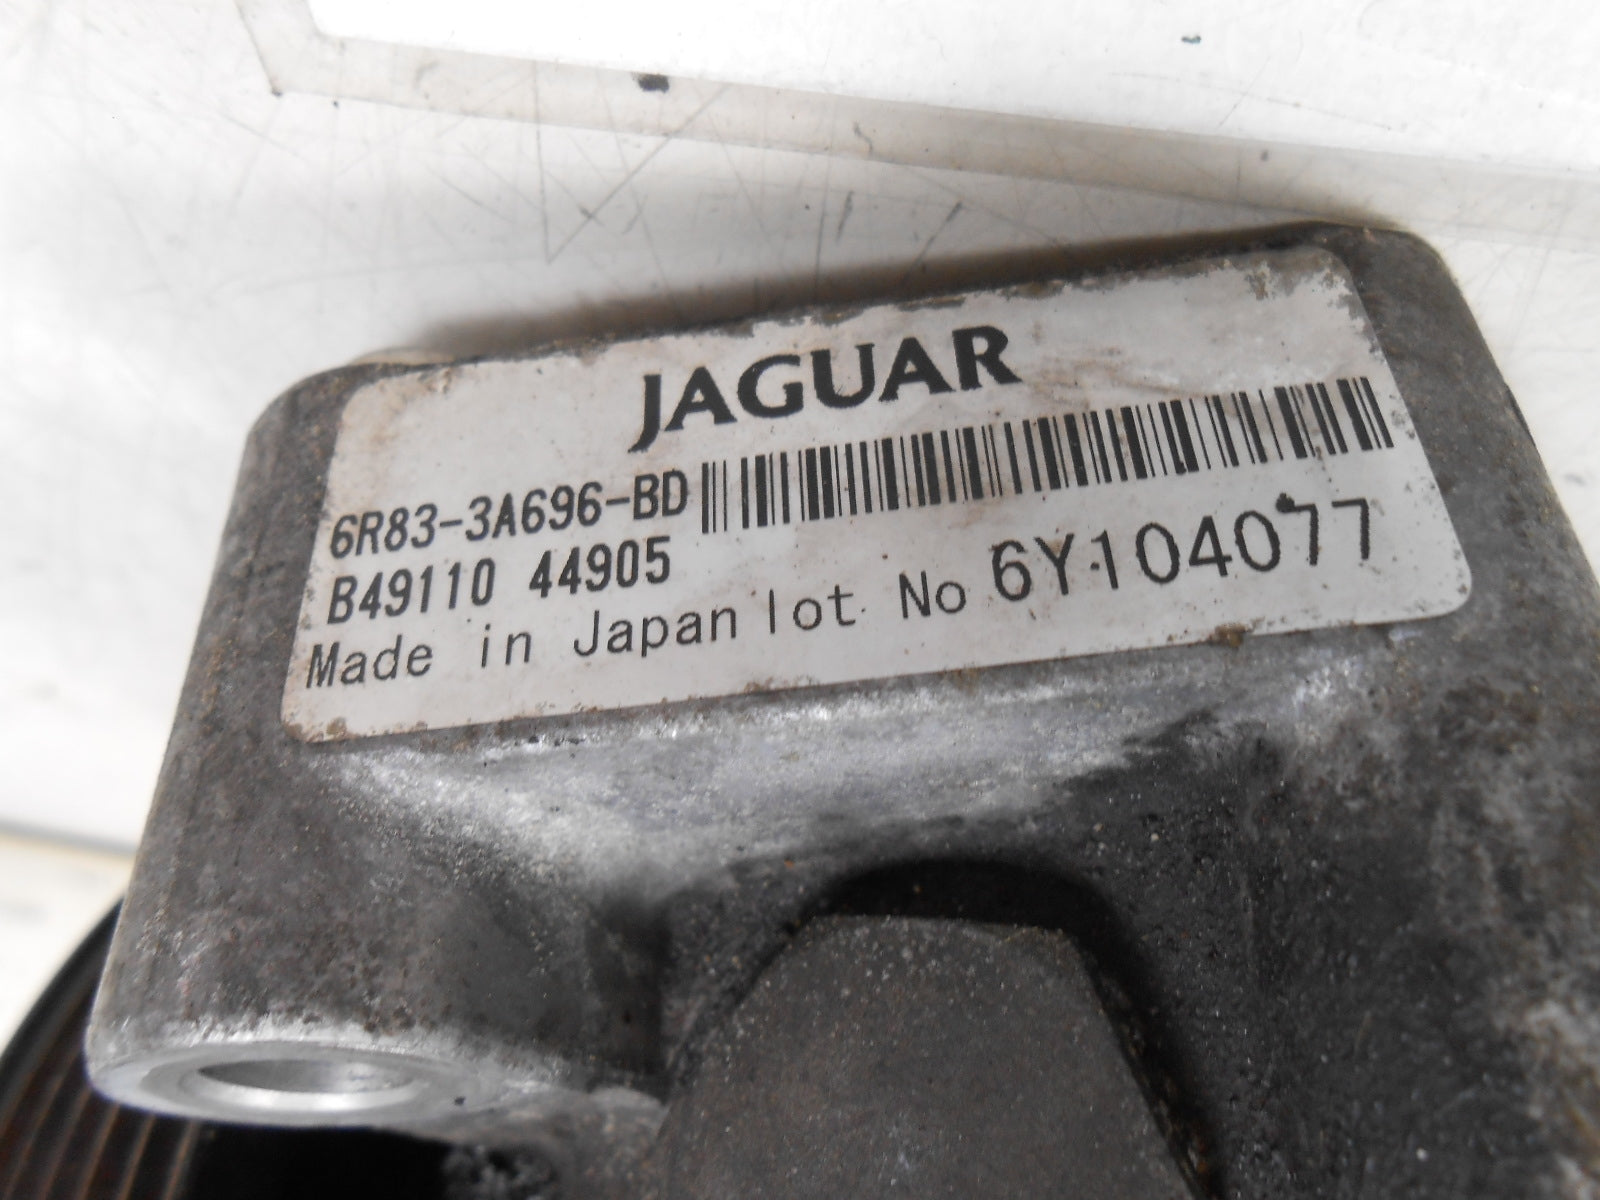 JAGUAR
6R83-3A696-BD
B49110 44905
Made in Japan lot No 6Y104077